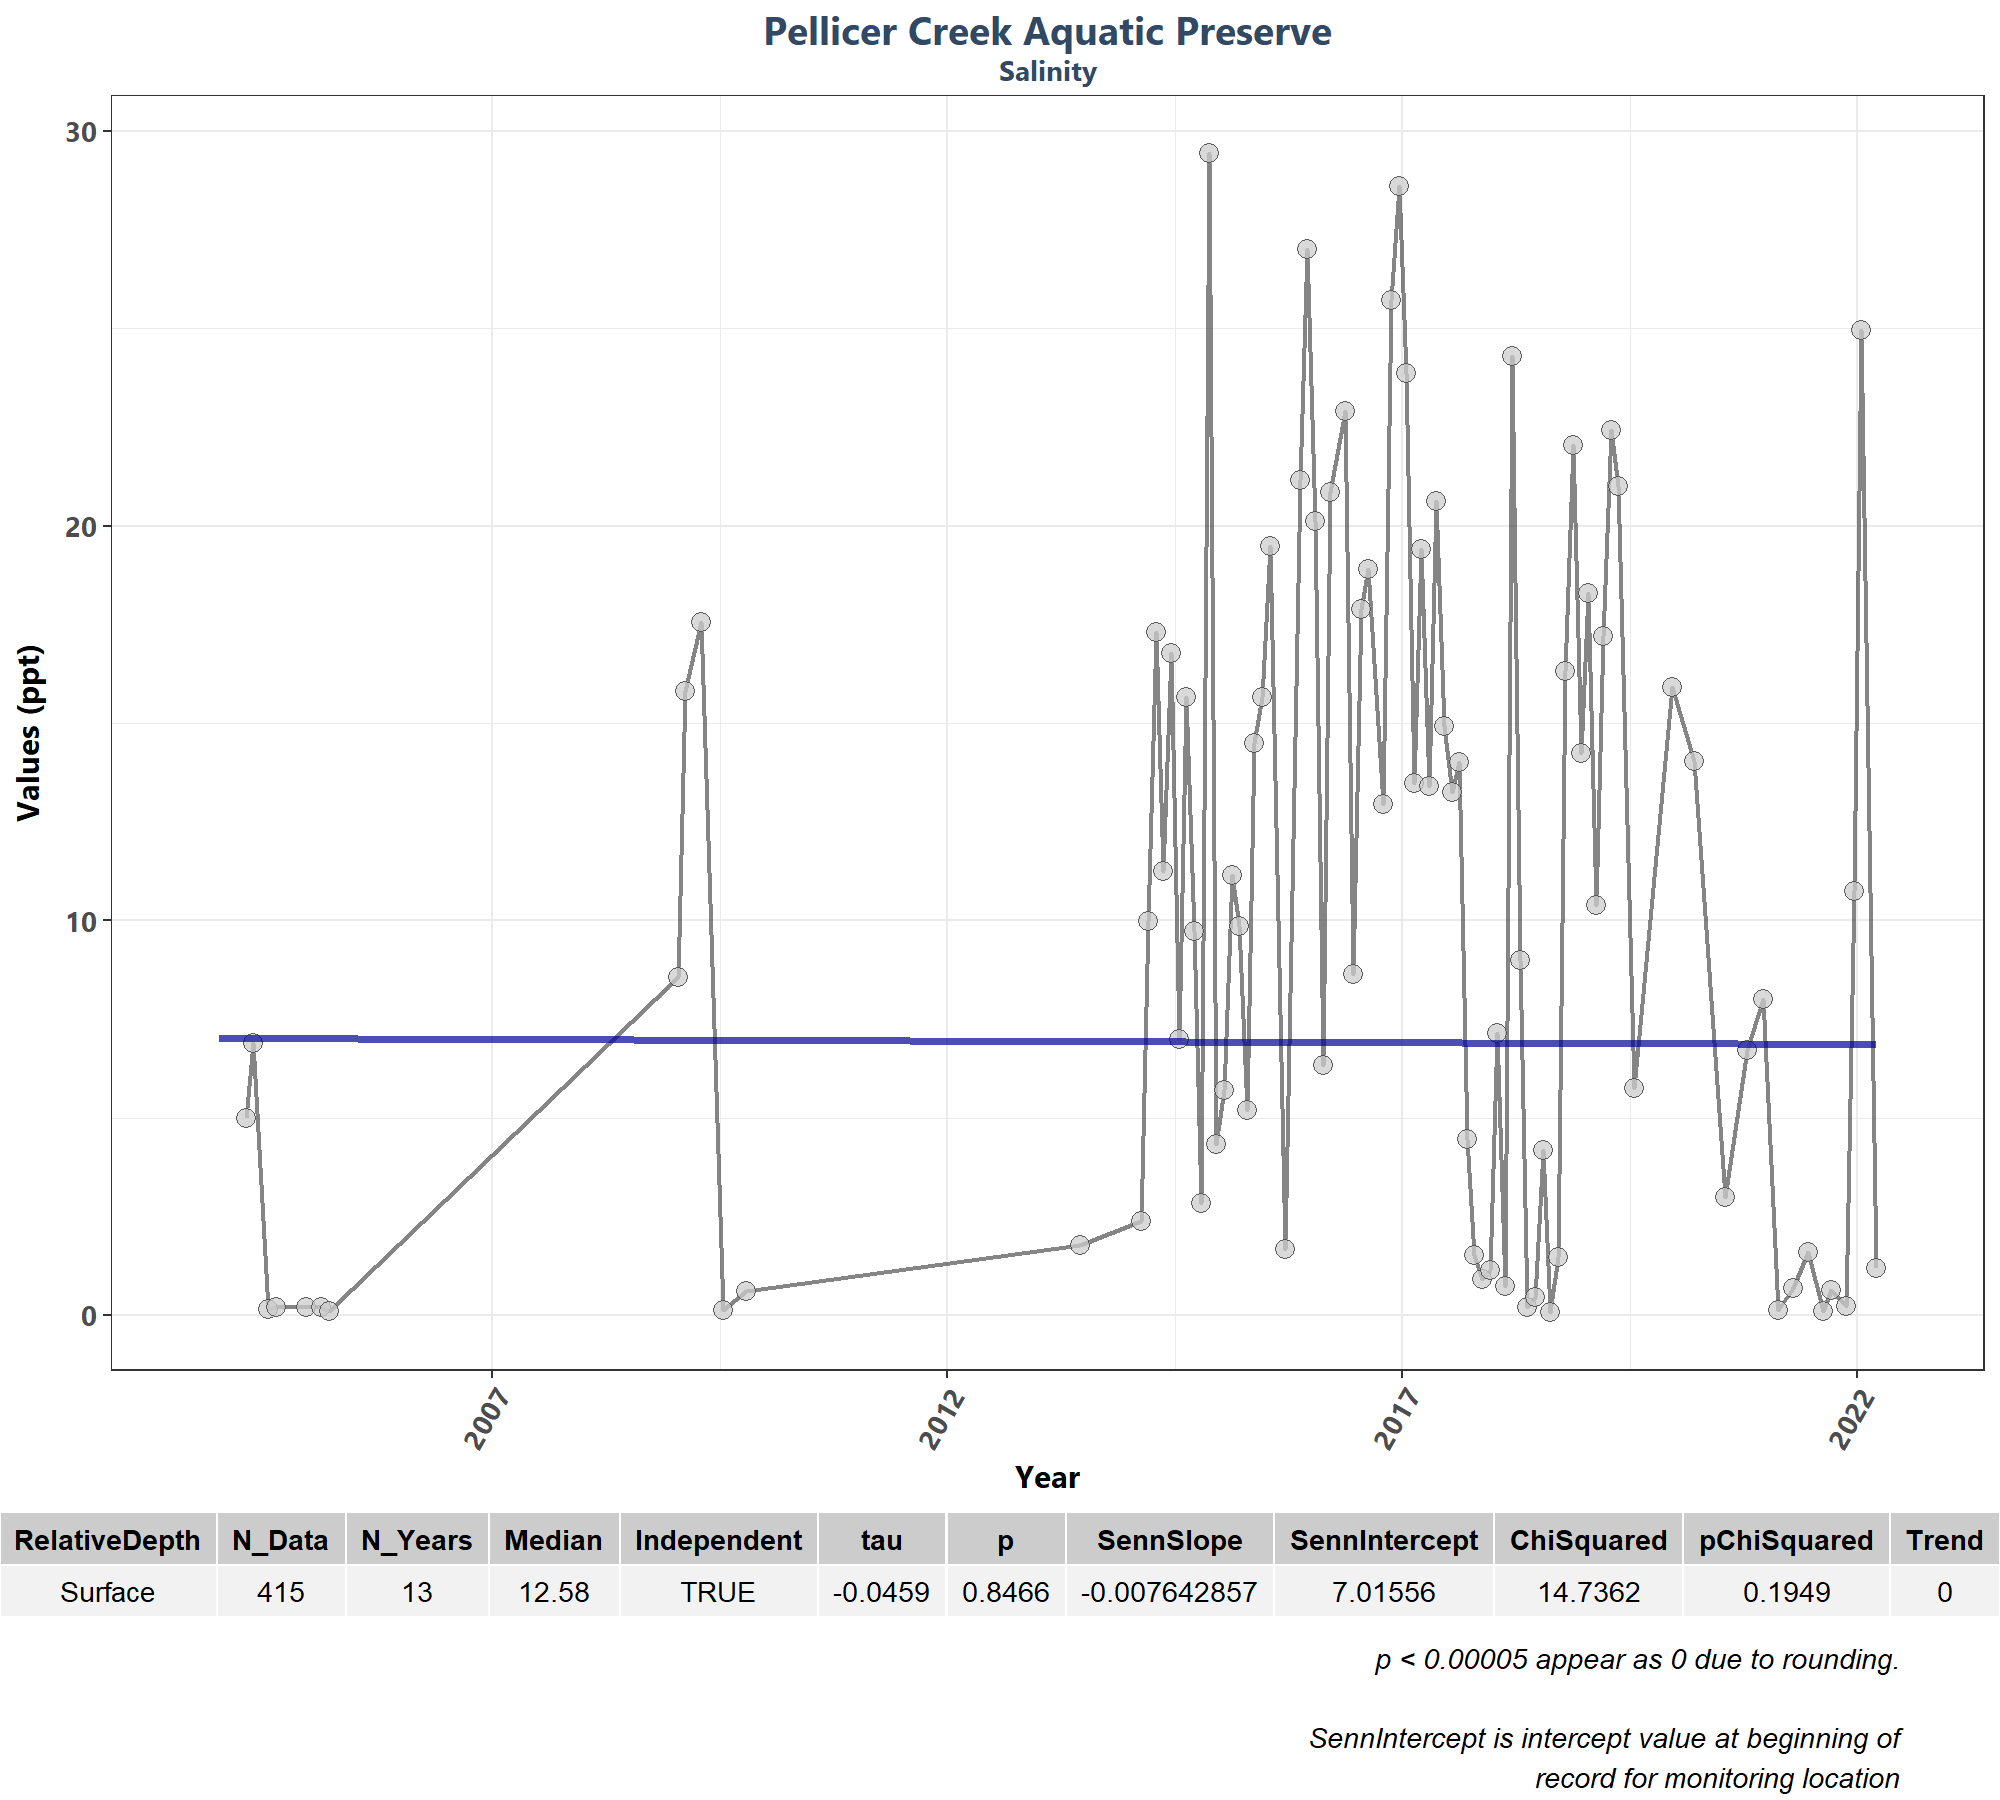 Pellicer Creek Aquatic Preserve
Salinity
30
20
10
0
Values (ppt)
2007
2012
2017
2022
Year
RelativeDepth N_Data N_Years Median Independent tau p SennSlope SennIntercept ChiSquared pChiSquared Trend
Surface 415 13 12.58 TRUE -0.0459 0.8466 -0.007642857 7.01556 14.7362 0.1949 0
p < 0.00005 appear as 0 due to rounding.
SennIntercept is intercept value at beginning of
record for monitoring location